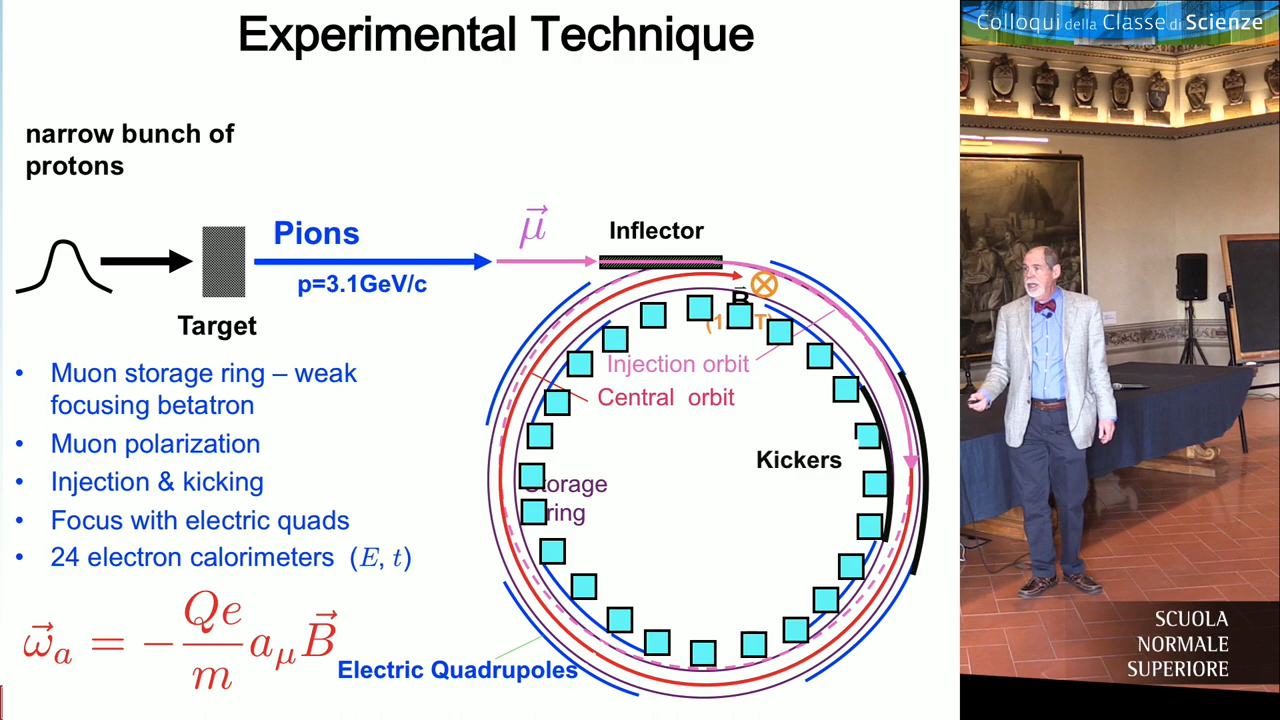 Experimental Technique
narrow bunch of
protons
Pions
p=3.1GeV/c
Target
μ⃗
Inflector
B⃗
Injection orbit
Central orbit
Kickers
ring
Electric Quadrupoles
• Muon storage ring – weak
focusing betatron
• Muon polarization
• Injection & kicking
• Focus with electric quads
• 24 electron calorimeters (E, t)
ω⃗ₐ = − Qe/m a_μ B⃗
Colloqui della Classe di Scienze
SCUOLA
NORMALE
SUPERIORE